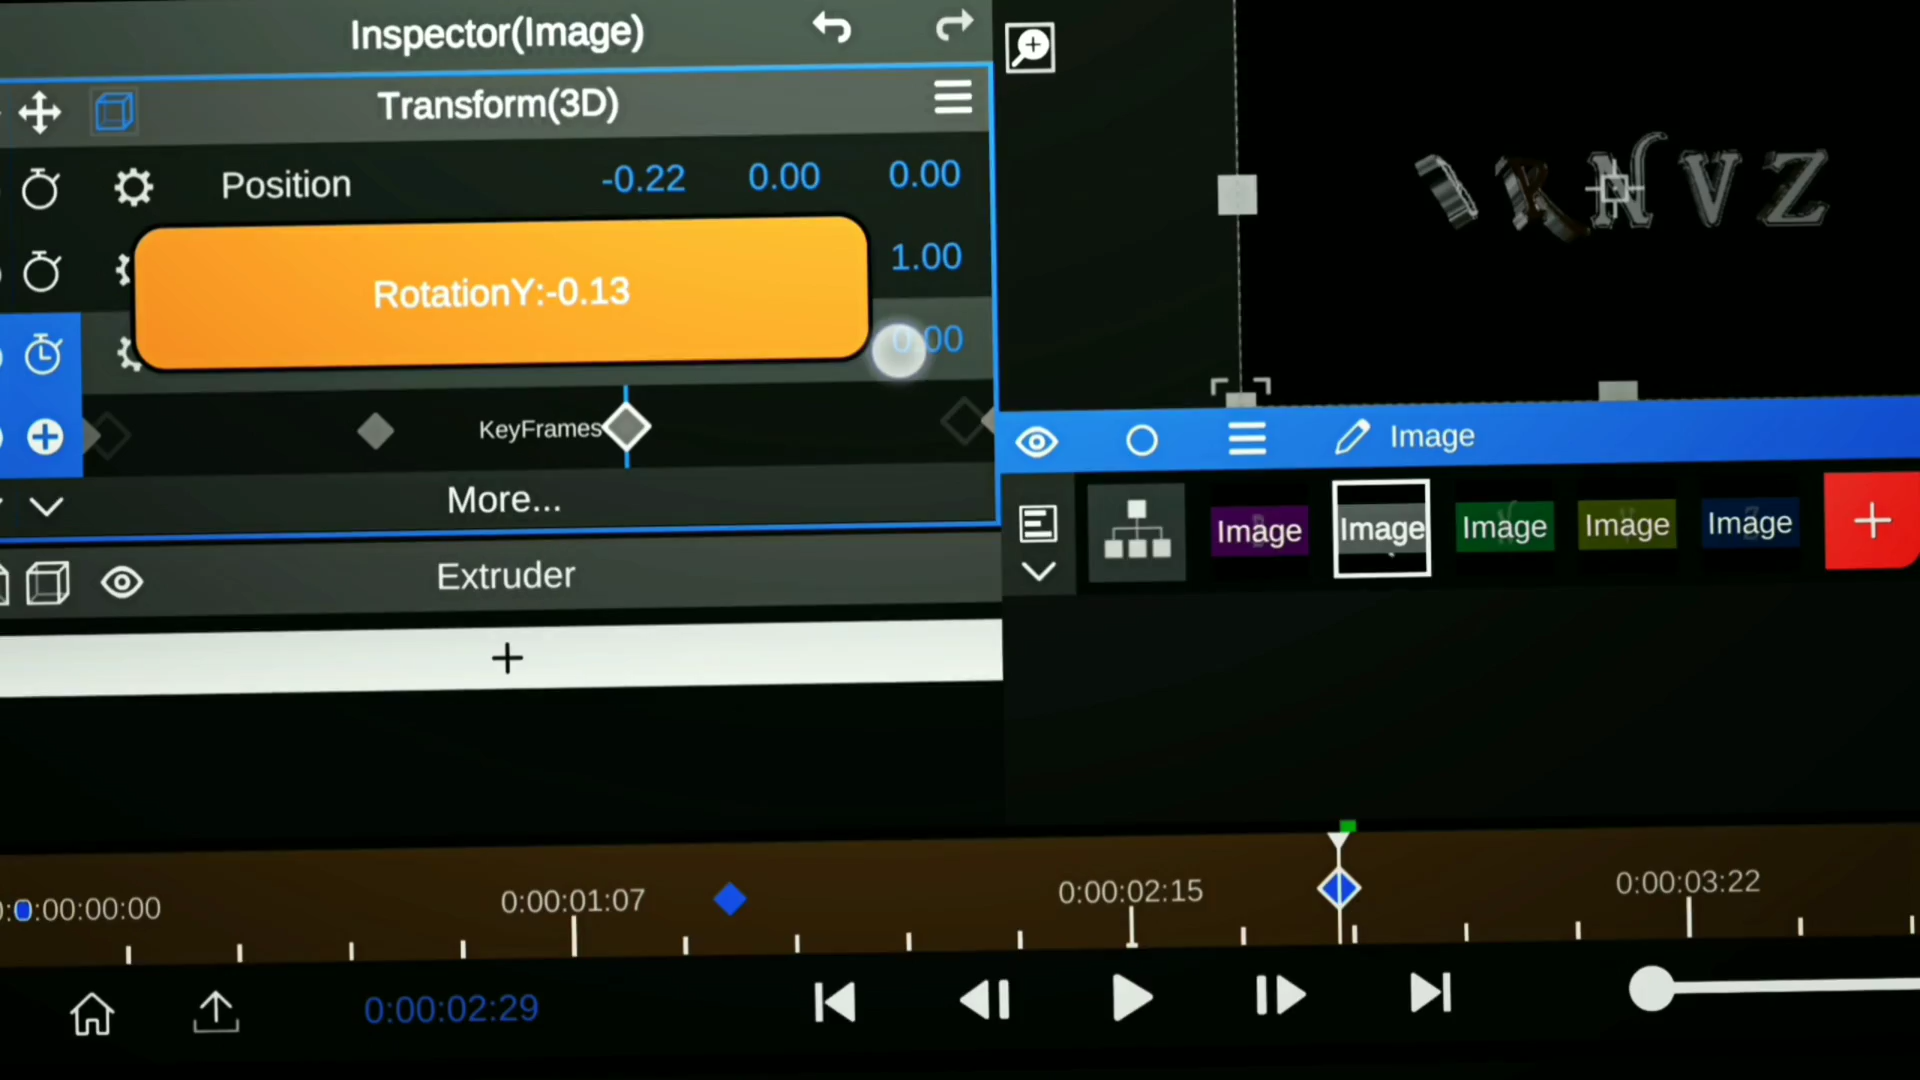 Inspector(Image)
Transform(3D)
Position -0.22 0.00 0.00
1.00
RotationY:-0.13
0.00
KeyFrames
More...
Extruder
Image
Image Image Image Image Image
0:00:00:00 0:00:01:07 0:00:02:15 0:00:03:22
0:00:02:29